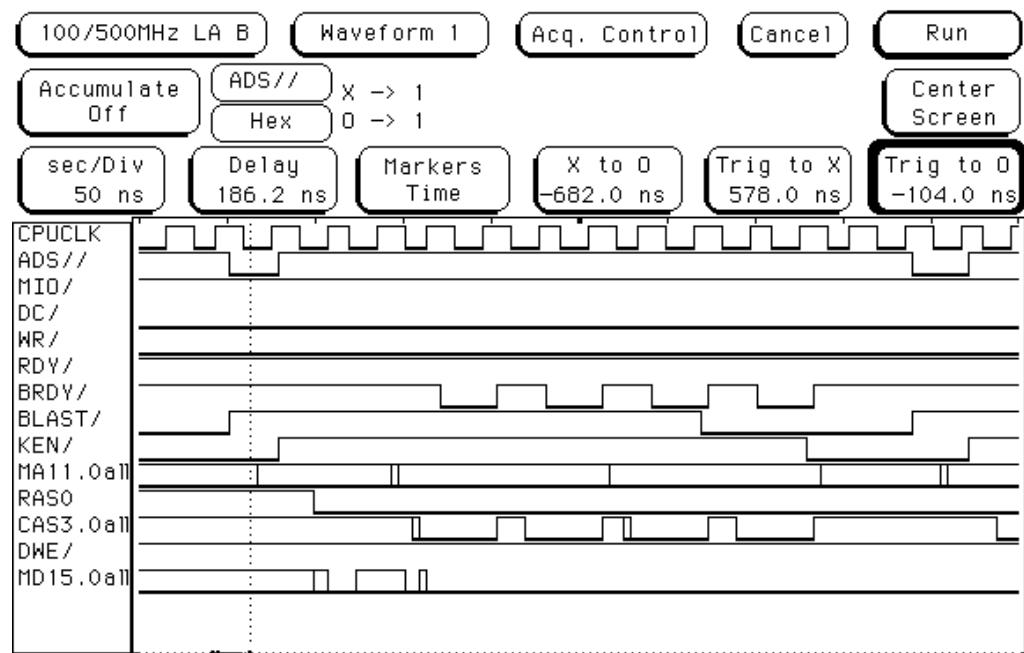 100/500MHz LA B Waveform 1 Acq. Control Cancel Run
Accumulate Off ADS// X -> 1 Center Screen
Hex O -> 1
sec/Div Delay Markers X to O Trig to X Trig to O
50 ns 186.2 ns Time -682.0 ns 578.0 ns -104.0 ns
CPUCLK
ADS//
MIO/
DC/
WR/
RDY/
BRDY/
BLAST/
KEN/
MA11.0all
RAS0
CAS3.0all
DWE/
MD15.0all